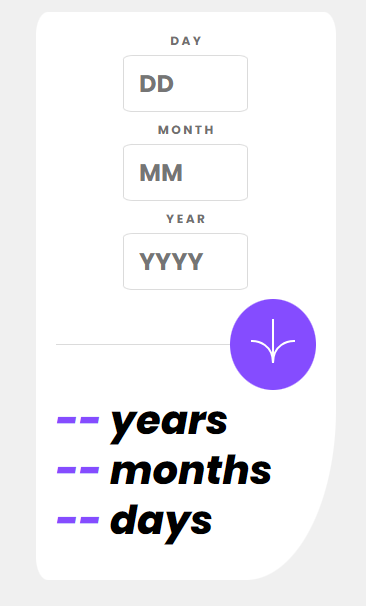 DAY
DD
MONTH
MM
YEAR
YYYY
-- years
-- months
-- days